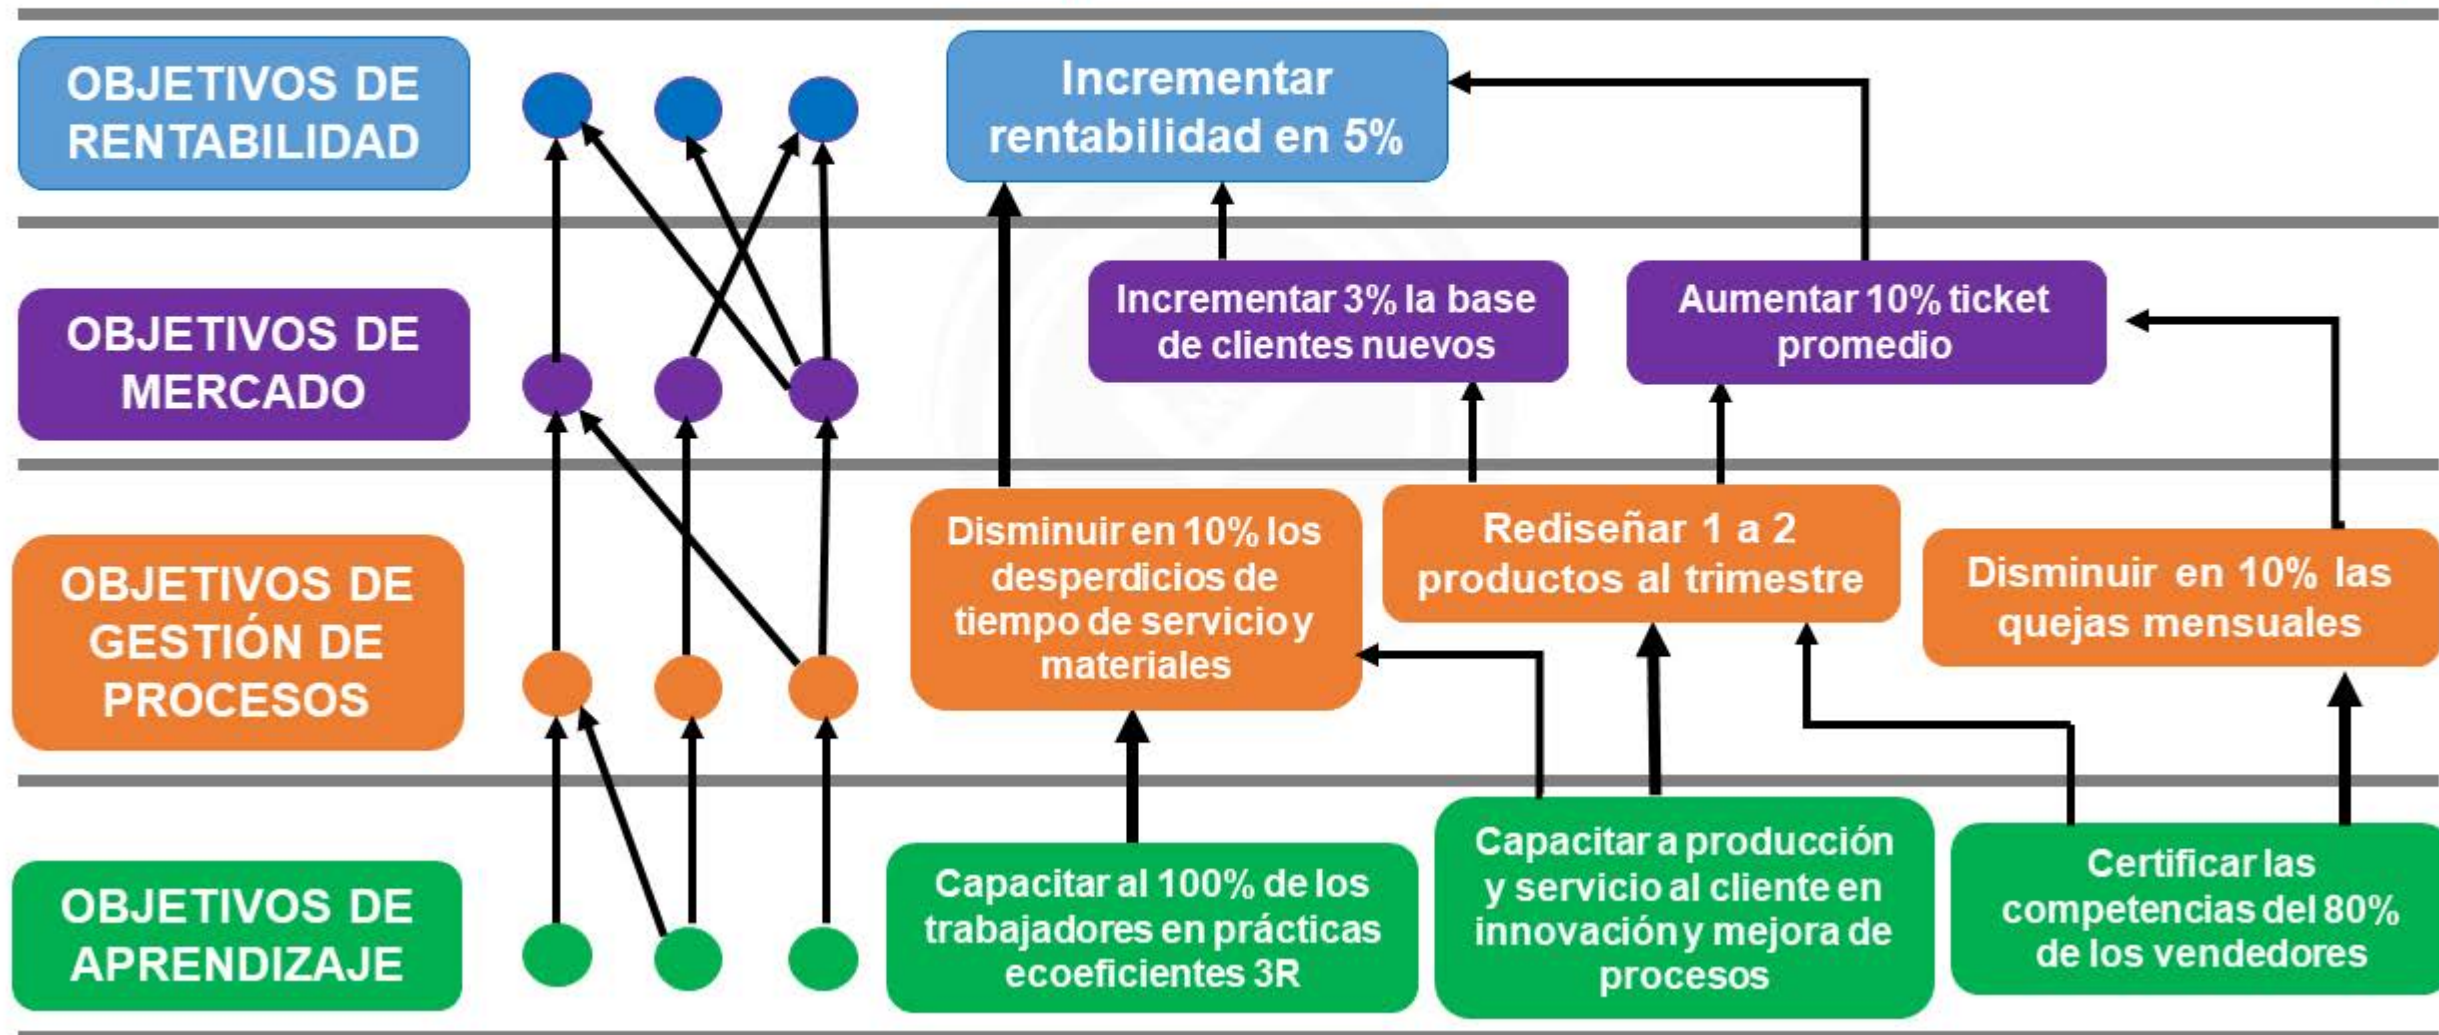 OBJETIVOS DE
RENTABILIDAD
Incrementar
rentabilidad en 5%
OBJETIVOS DE
MERCADO
Incrementar 3% la base
de clientes nuevos
Aumentar 10% ticket
promedio
OBJETIVOS DE
GESTIÓN DE
PROCESOS
Disminuir en 10% los
desperdicios de
tiempo de servicio y
materiales
Rediseñar 1 a 2
productos al trimestre
Disminuir en 10% las
quejas mensuales
OBJETIVOS DE
APRENDIZAJE
Capacitar al 100% de los
trabajadores en prácticas
ecoeficientes 3R
Capacitar a producción
y servicio al cliente en
innovación y mejora de
procesos
Certificar las
competencias del 80%
de los vendedores